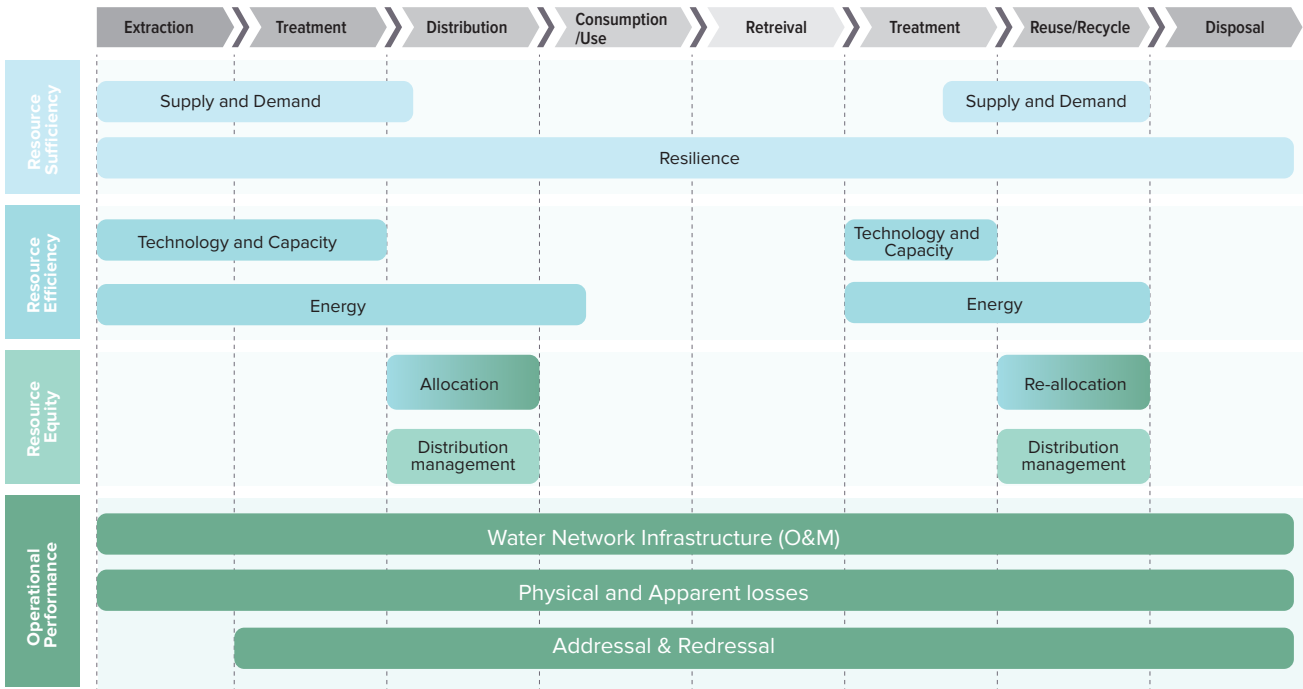 Extraction
Treatment
Distribution
Consumption
/Use
Retreival
Treatment
Reuse/Recycle
Disposal
Resource
Sufficiency
Supply and Demand
Supply and Demand
Resilience
Resource
Efficiency
Technology and Capacity
Technology and
Capacity
Energy
Energy
Resource
Equity
Allocation
Re-allocation
Distribution
management
Distribution
management
Operational
Performance
Water Network Infrastructure (O&M)
Physical and Apparent losses
Addressal & Redressal